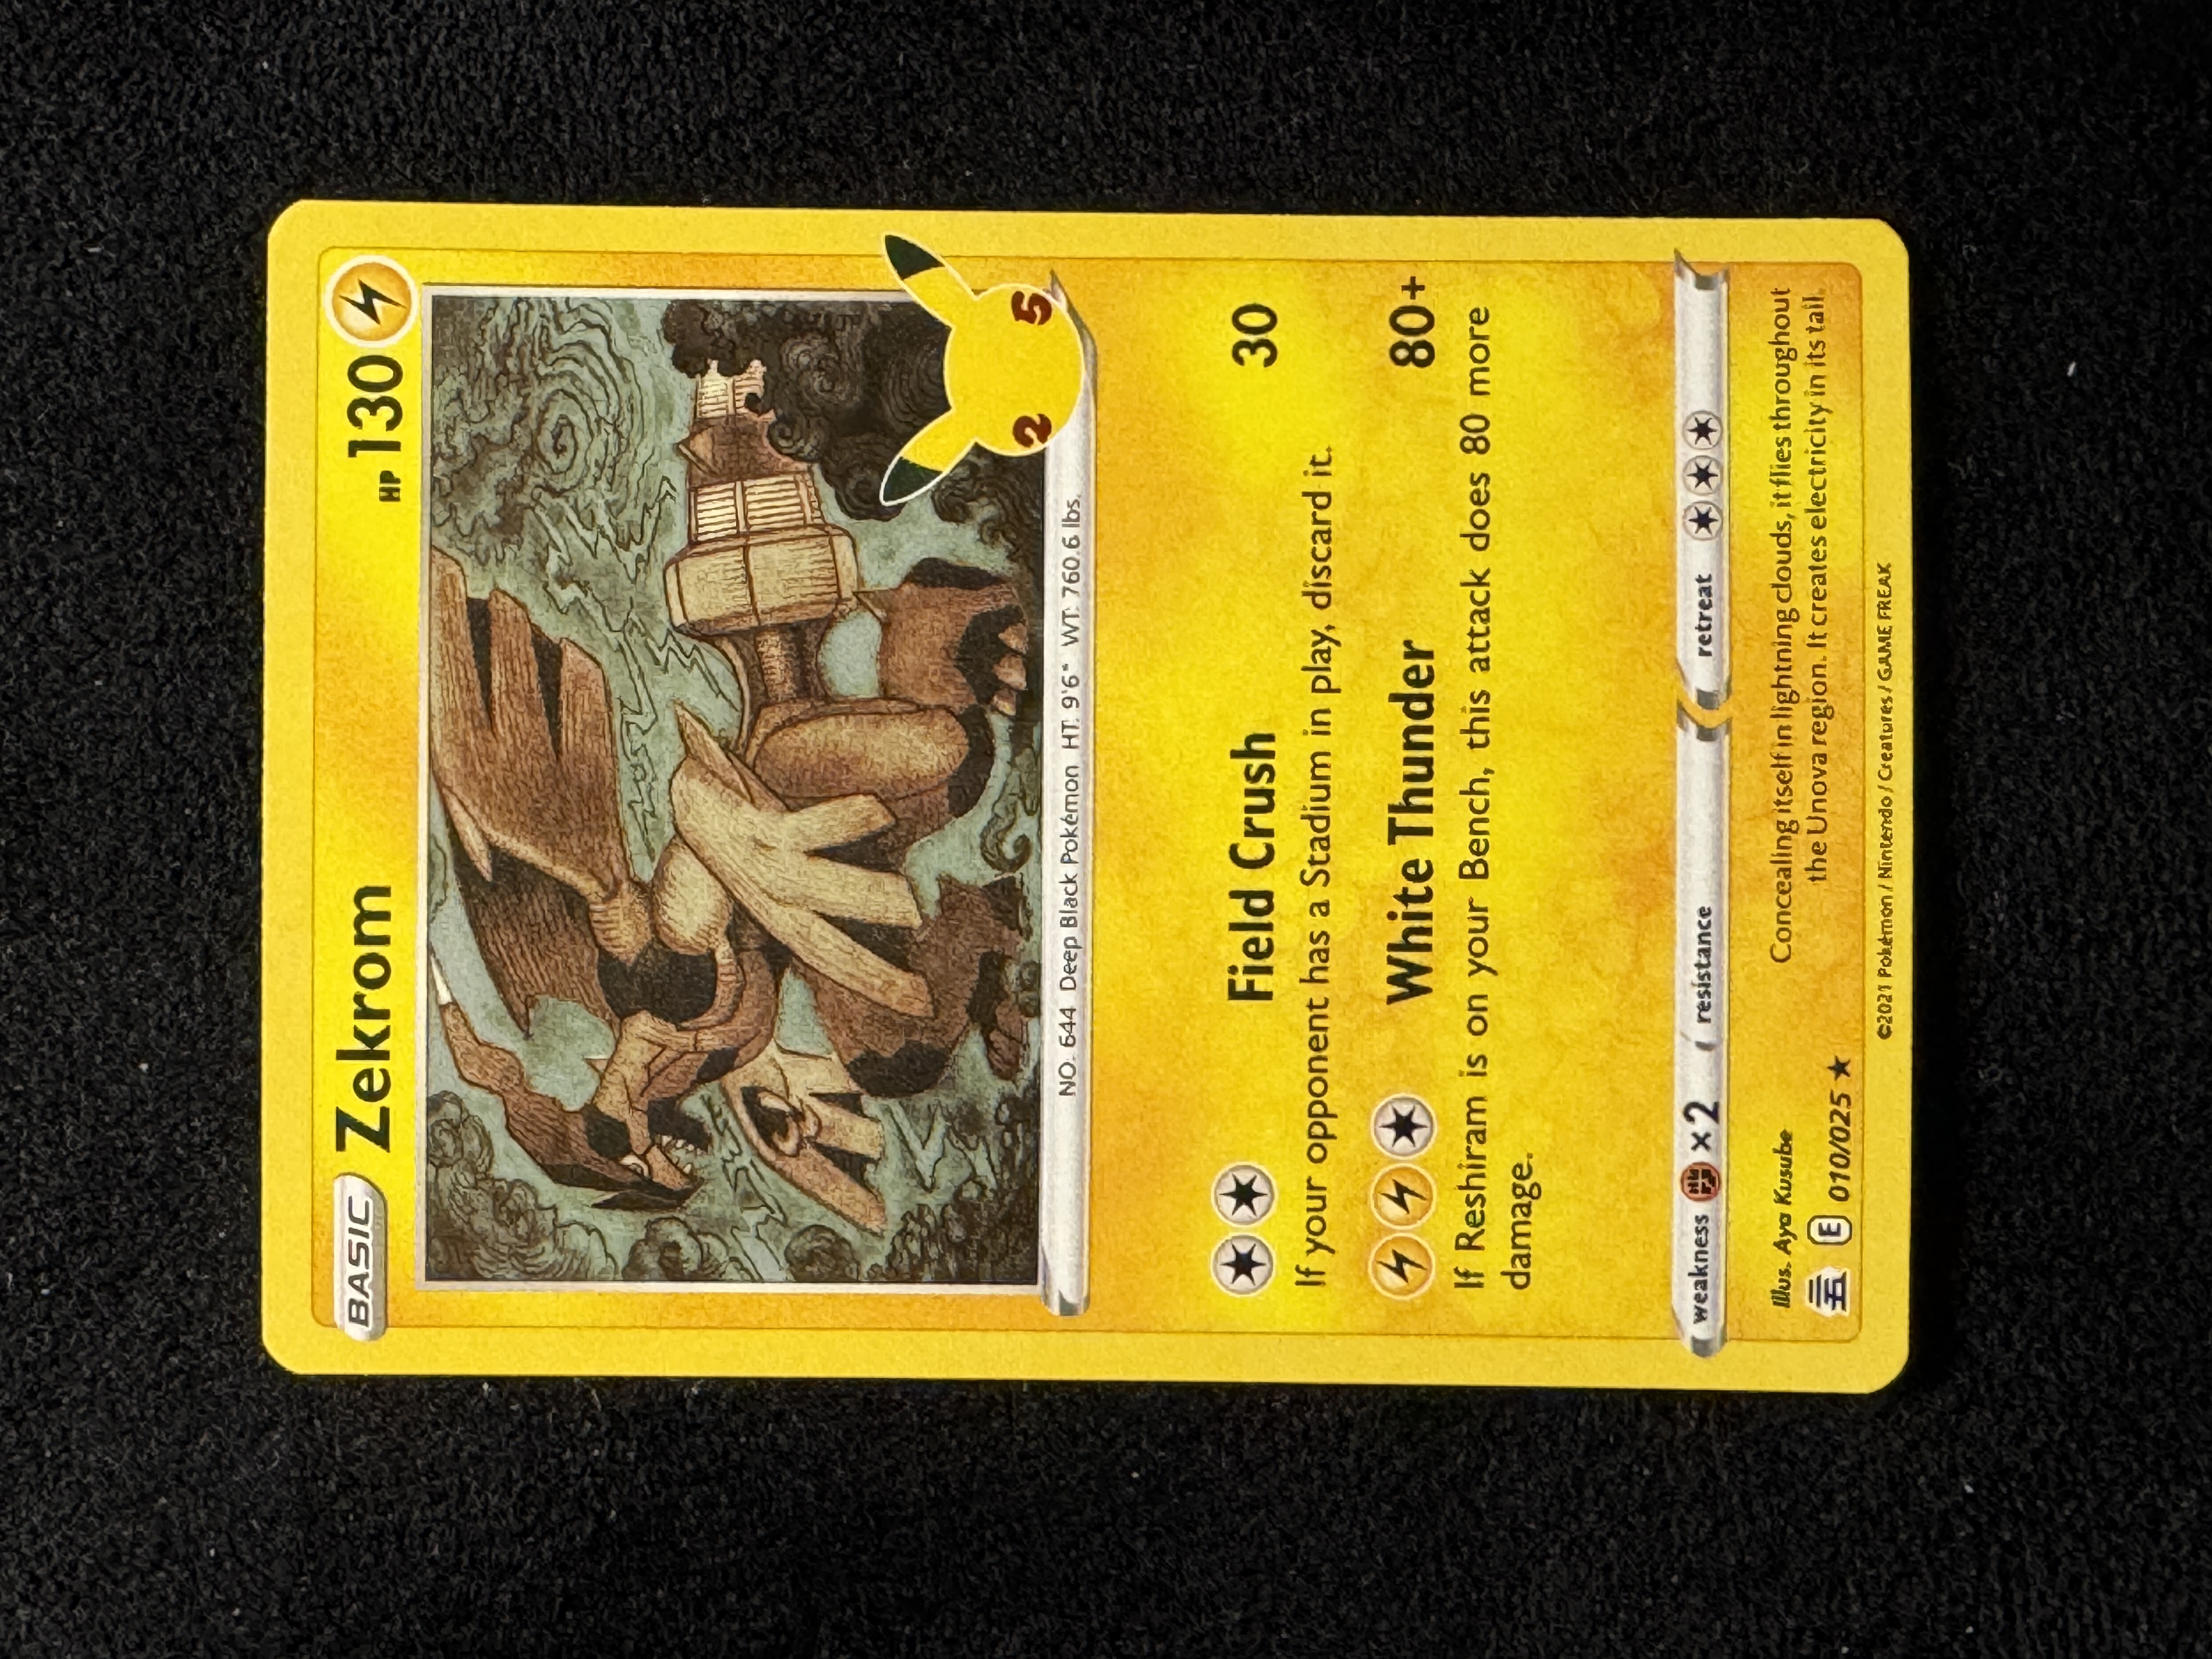 BASIC Zekrom HP 130
25
NO. 644 Deep Black Pokémon HT: 9'6" WT: 760.6 lbs.
Field Crush 30
If your opponent has a Stadium in play, discard it.
White Thunder 80+
If Reshiram is on your Bench, this attack does 80 more
damage.
weakness ×2 resistance retreat
Illus. Aya Kusube
E 010/025 ★
Concealing itself in lightning clouds, it flies throughout
the Unova region. It creates electricity in its tail.
©2021 Pokémon / Nintendo / Creatures / GAME FREAK